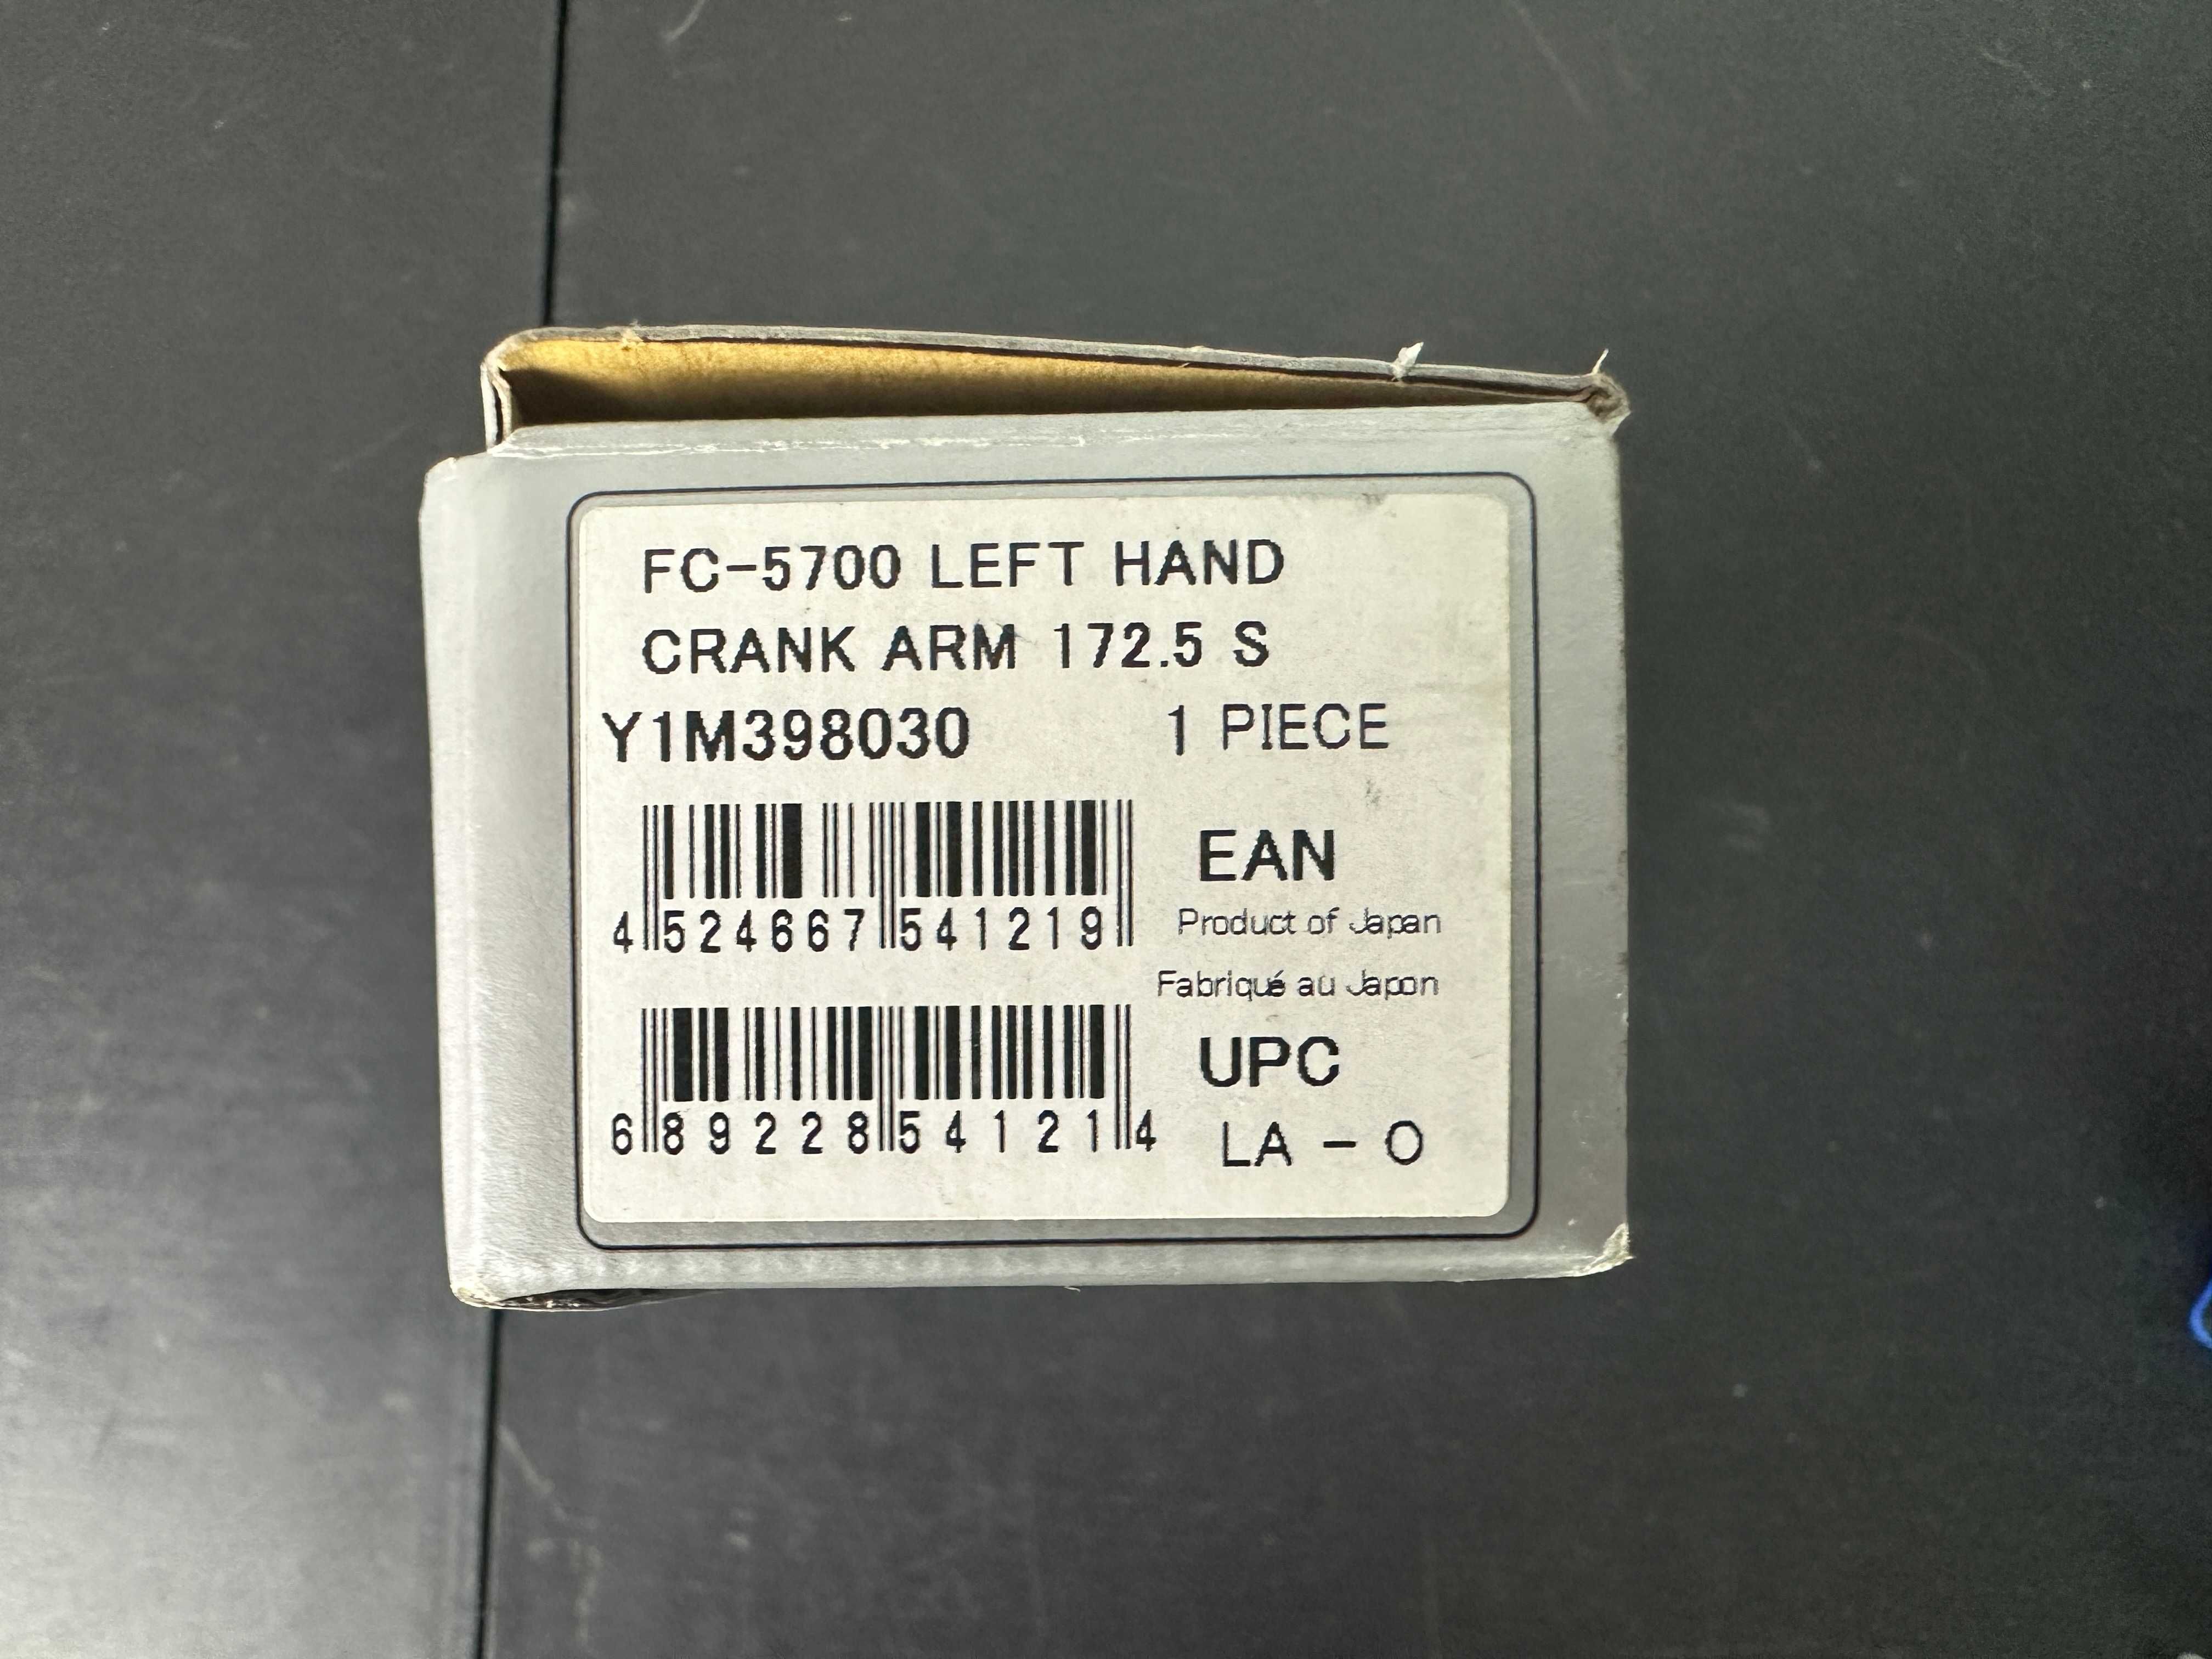 FC-5700 LEFT HAND
CRANK ARM 172.5 S
Y1M398030 1 PIECE
EAN
4 524667 541219
Product of Japan
Fabriqué au Japon
UPC
6 89228 54121 4
LA - O